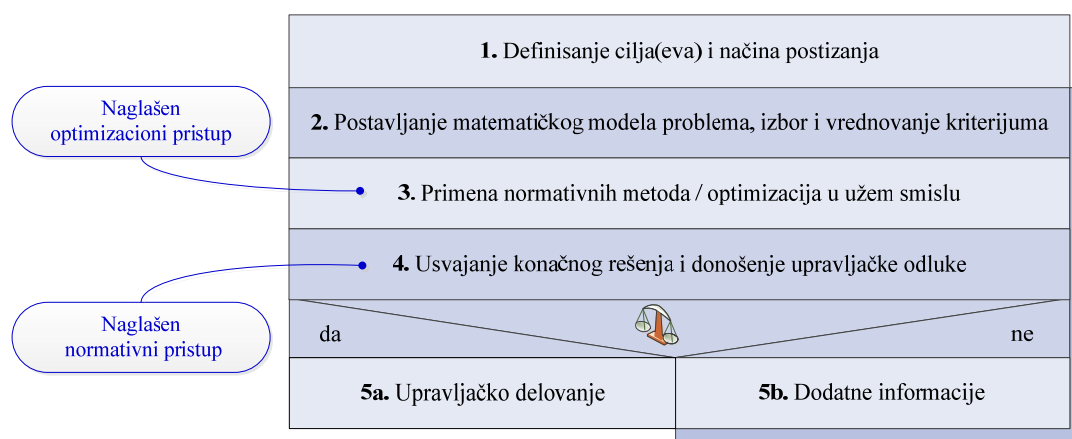 1. Definisanje cilja(eva) i načina postizanja
Naglašen
optimizacioni pristup
2. Postavljanje matematičkog modela problema, izbor i vrednovanje kriterijuma
3. Primena normativnih metoda / optimizacija u užem smislu
4. Usvajanje konačnog rešenja i donošenje upravljačke odluke
Naglašen
normativni pristup
da
ne
5a. Upravljačko delovanje
5b. Dodatne informacije